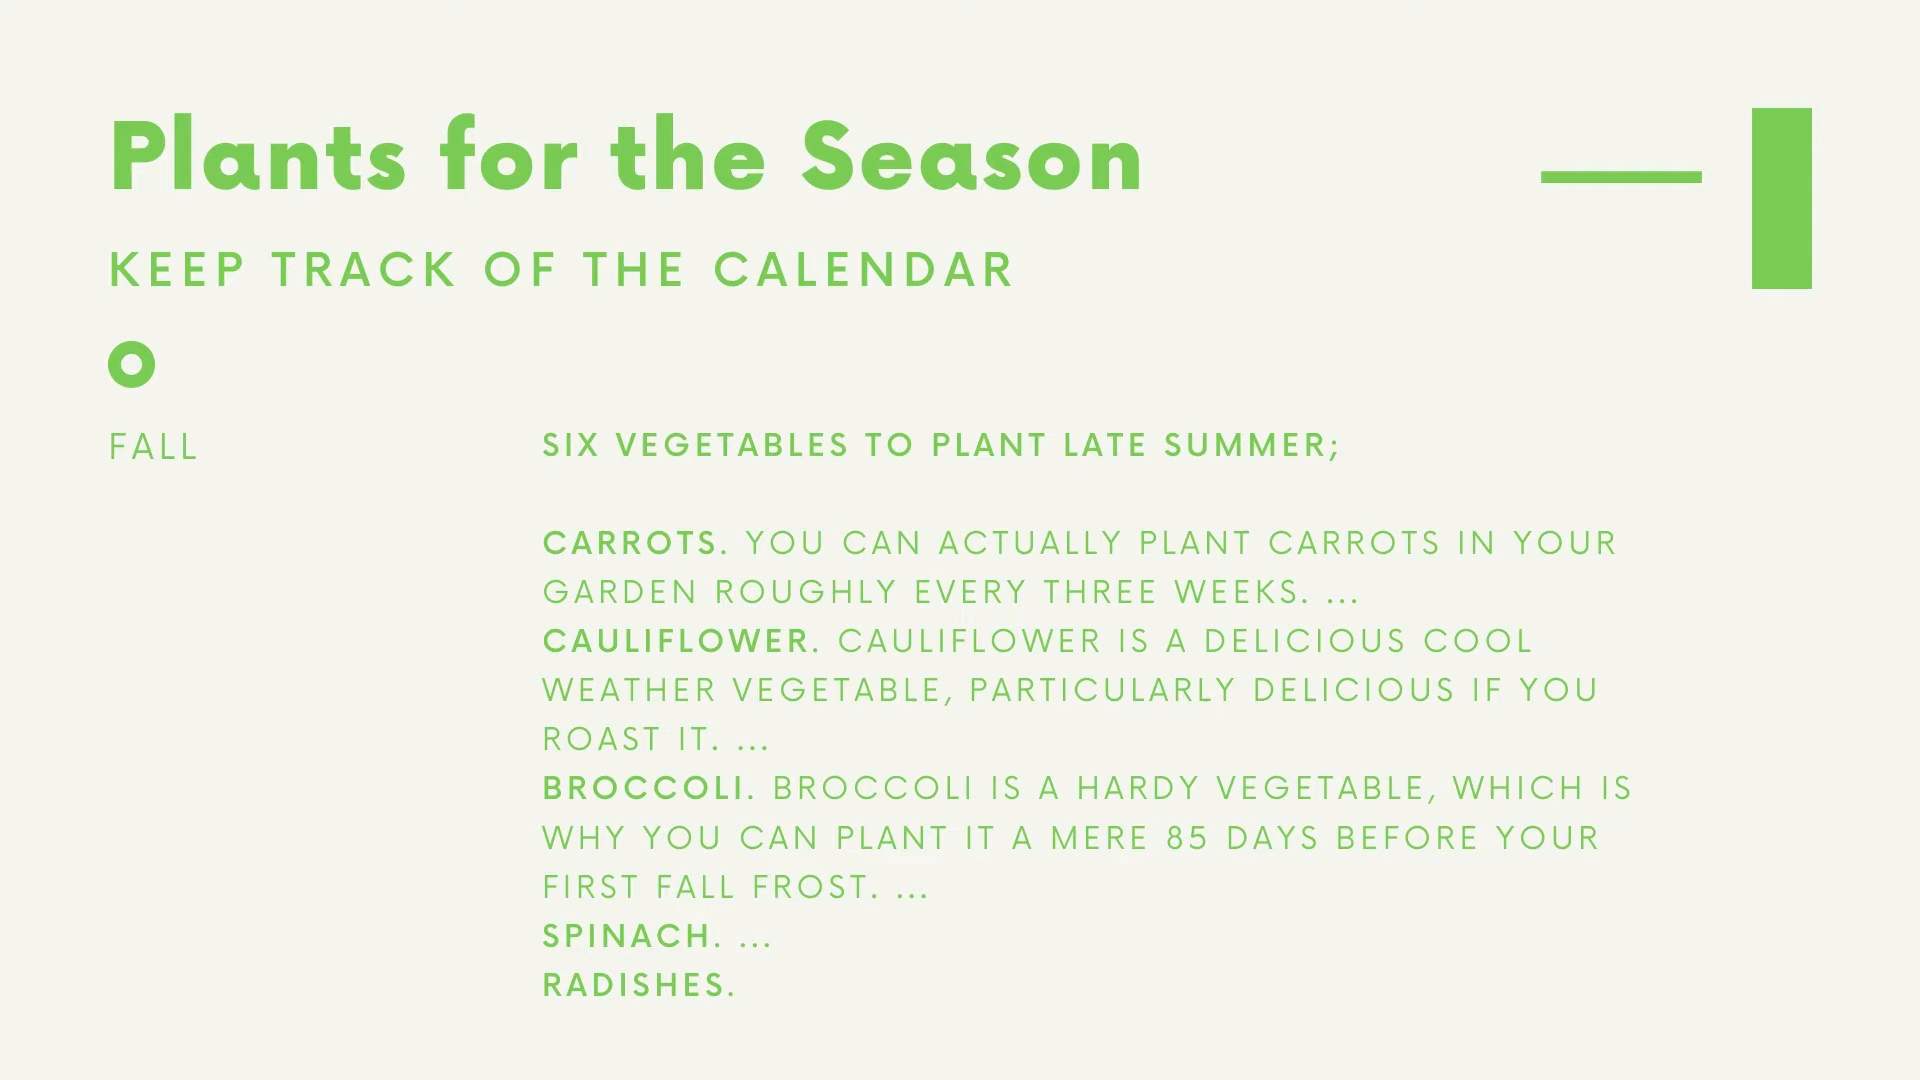 Plants for the Season
KEEP TRACK OF THE CALENDAR
FALL
SIX VEGETABLES TO PLANT LATE SUMMER;
CARROTS. YOU CAN ACTUALLY PLANT CARROTS IN YOUR
GARDEN ROUGHLY EVERY THREE WEEKS. ...
CAULIFLOWER. CAULIFLOWER IS A DELICIOUS COOL
WEATHER VEGETABLE, PARTICULARLY DELICIOUS IF YOU
ROAST IT. ...
BROCCOLI. BROCCOLI IS A HARDY VEGETABLE, WHICH IS
WHY YOU CAN PLANT IT A MERE 85 DAYS BEFORE YOUR
FIRST FALL FROST. ...
SPINACH. ...
RADISHES.